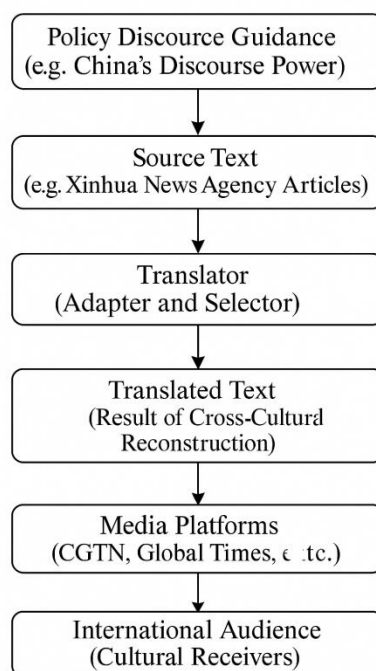 Policy Discource Guidance
(e.g. China's Discourse Power)
Source Text
(e.g. Xinhua News Agency Articles)
Translator
(Adapter and Selector)
Translated Text
(Result of Cross-Cultural
Reconstruction)
Media Platforms
(CGTN, Global Times, etc.)
International Audience
(Cultural Receivers)